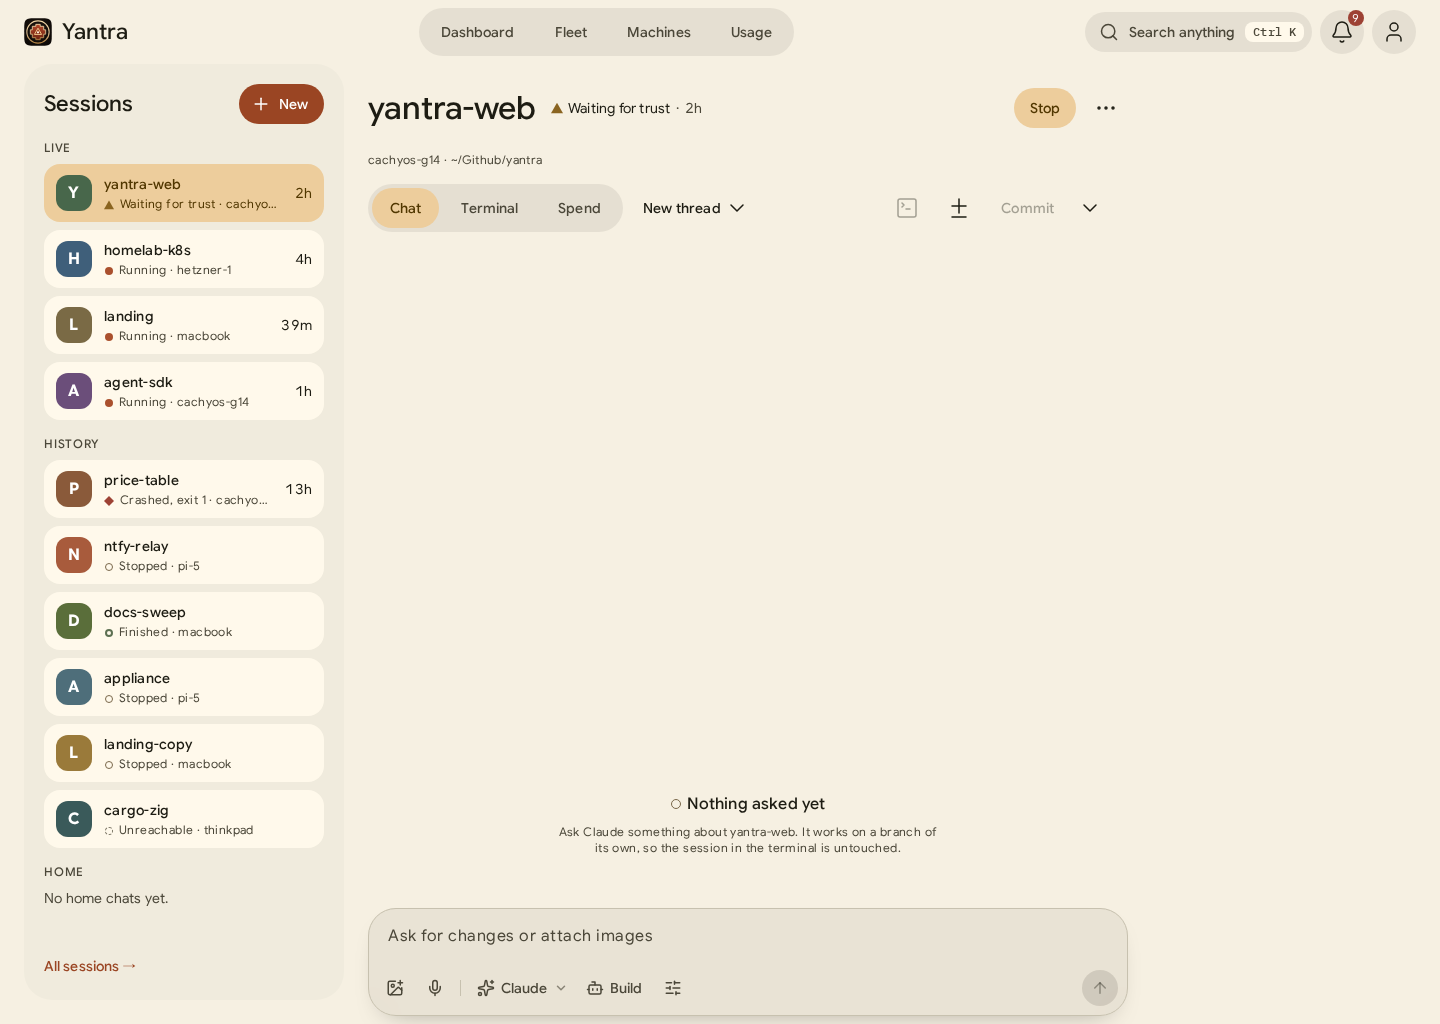 Yantra
Dashboard
Fleet
Machines
Usage
Search anything
Ctrl K
9
Sessions
New
LIVE
Y
yantra-web
Waiting for trust · cachyo...
2h
H
homelab-k8s
Running · hetzner-1
4h
L
landing
Running · macbook
39m
A
agent-sdk
Running · cachyos-g14
1h
HISTORY
P
price-table
Crashed, exit 1 · cachyo...
13h
N
ntfy-relay
Stopped · pi-5
D
docs-sweep
Finished · macbook
A
appliance
Stopped · pi-5
L
landing-copy
Stopped · macbook
C
cargo-zig
Unreachable · thinkpad
HOME
No home chats yet.
All sessions →
yantra-web
Waiting for trust · 2h
Stop
cachyos-g14 · ~/Github/yantra
Chat
Terminal
Spend
New thread
Commit
Nothing asked yet
Ask Claude something about yantra-web. It works on a branch of
its own, so the session in the terminal is untouched.
Ask for changes or attach images
Claude
Build